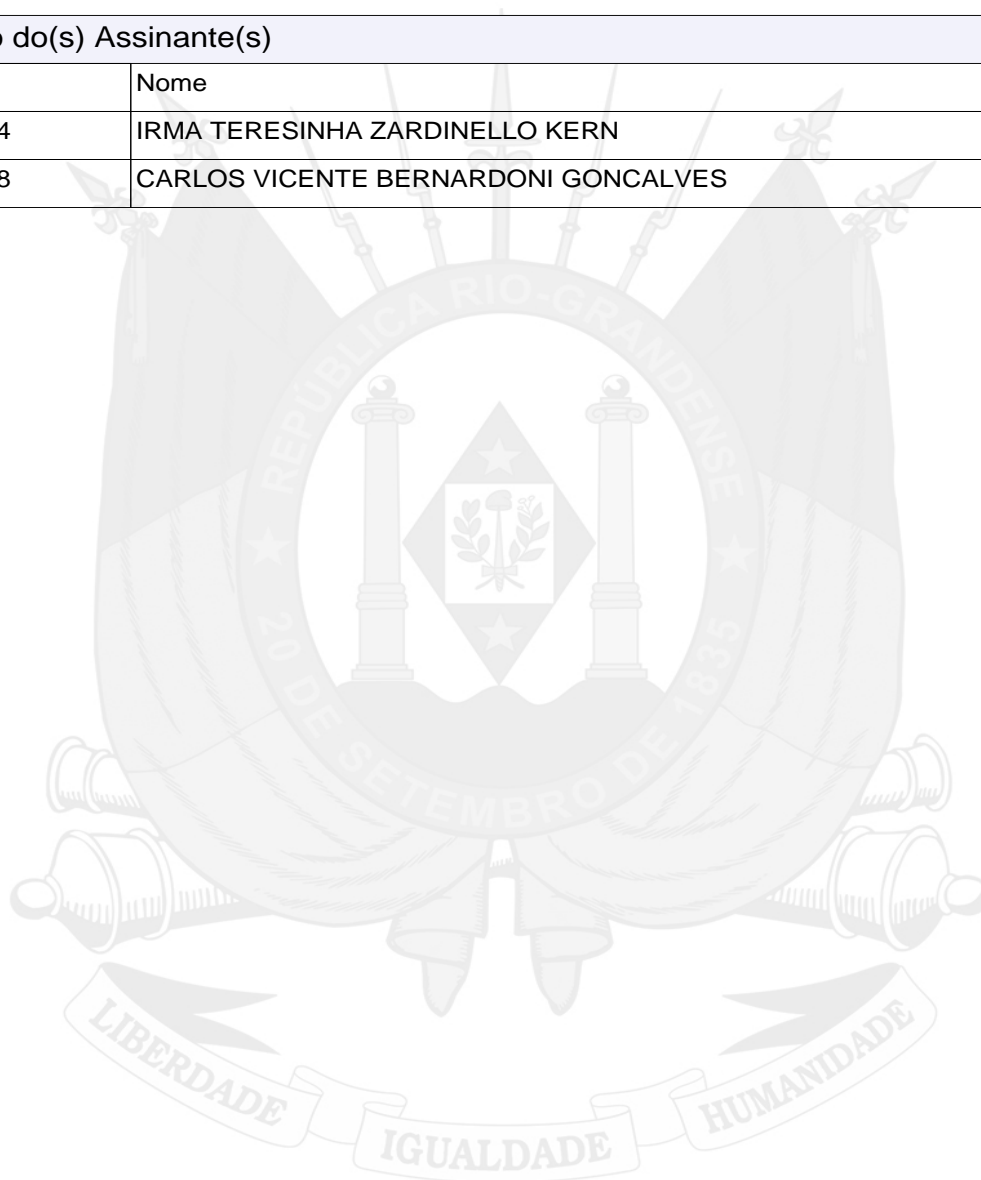 o do(s) Assinante(s)
Nome
4 IRMA TERESINHA ZARDINELLO KERN
8 CARLOS VICENTE BERNARDONI GONCALVES
REPÚBLICA RIO-GRANDENSE
★ 20 DE SETEMBRO DE 1835 ★
LIBERDADE
IGUALDADE
HUMANIDADE